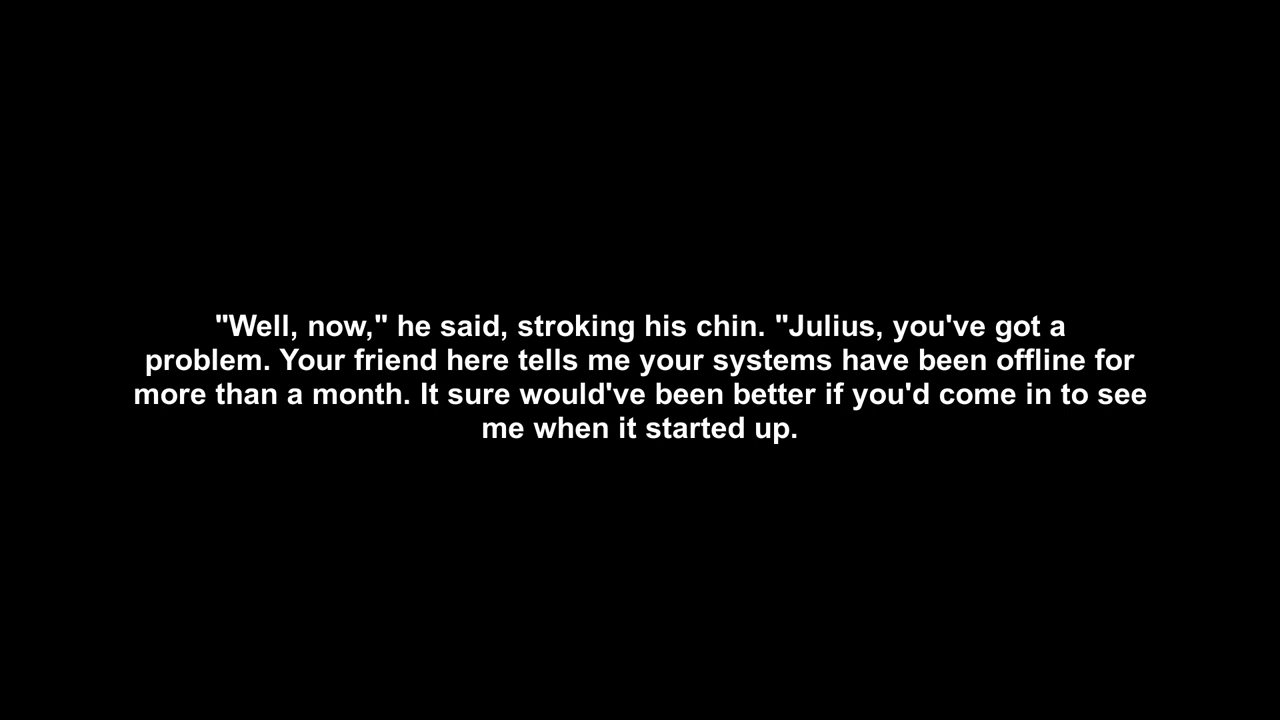 "Well, now," he said, stroking his chin. "Julius, you've got a
problem. Your friend here tells me your systems have been offline for
more than a month. It sure would've been better if you'd come in to see
me when it started up.